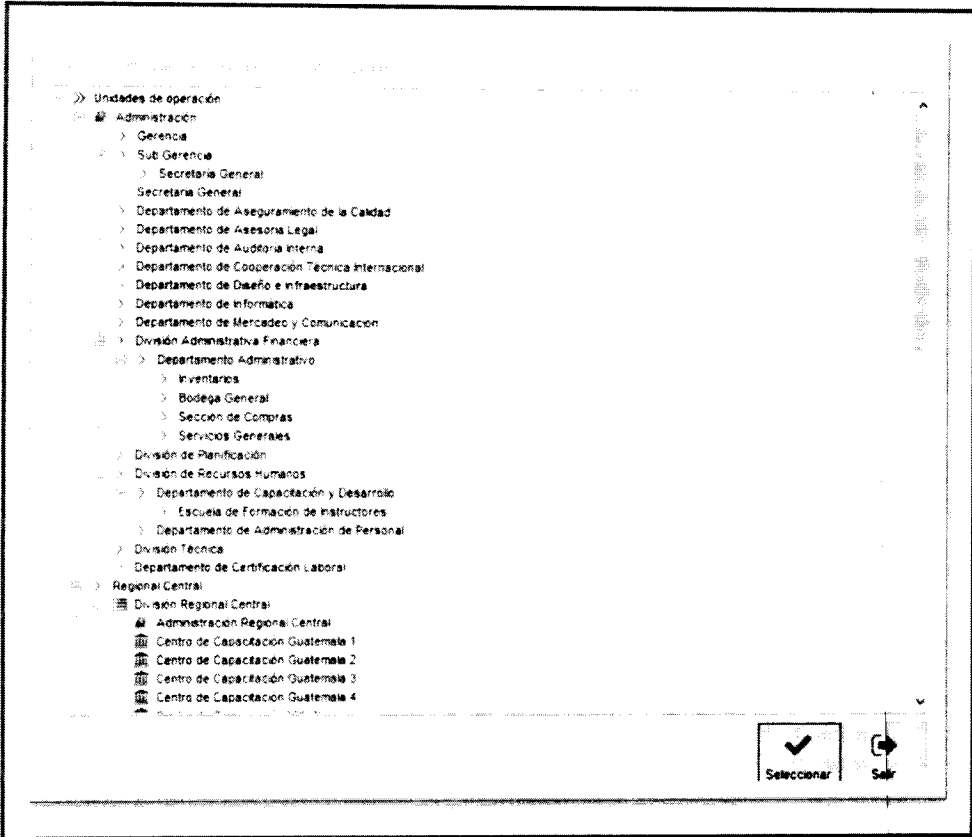 Unidades de operación
Administración
Gerencia
Sub Gerencia
Secretaria General
Secretaria General
Departamento de Aseguramiento de la Calidad
Departamento de Asesoria Legal
Departamento de Auditoria Interna
Departamento de Cooperación Técnica Internacional
Departamento de Diseño e Infraestructura
Departamento de Informática
Departamento de Mercadeo y Comunicación
División Administrativa Financiera
Departamento Administrativo
Inventarios
Bodega General
Sección de Compras
Servicios Generales
División de Planificación
División de Recursos Humanos
Departamento de Capacitación y Desarrollo
Escuela de Formación de Instructores
Departamento de Administración de Personal
División Técnica
Departamento de Certificación Laboral
Regional Central
División Regional Central
Administración Regional Central
Centro de Capacitación Guatemala 1
Centro de Capacitación Guatemala 2
Centro de Capacitación Guatemala 3
Centro de Capacitación Guatemala 4
Seleccionar
Salir